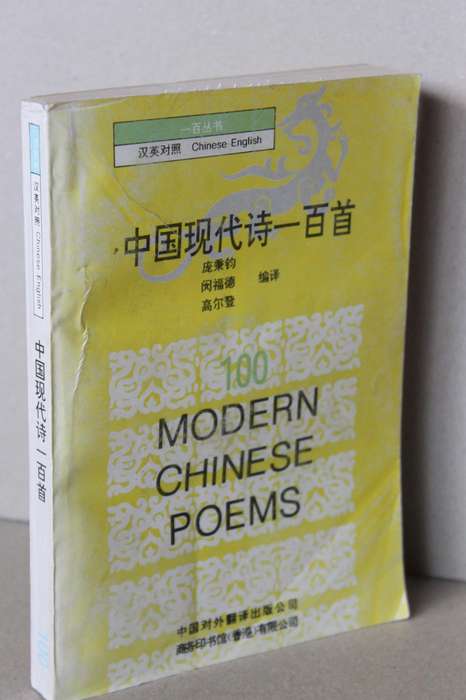 一百丛书
汉英对照 Chinese-English
中国现代诗一百首
庞秉钧
闵福德
高尔登
编译
100
MODERN
CHINESE
POEMS
中国对外翻译出版公司
商务印书馆(香港)有限公司
汉英对照 Chinese-English
中国现代诗一百首
100